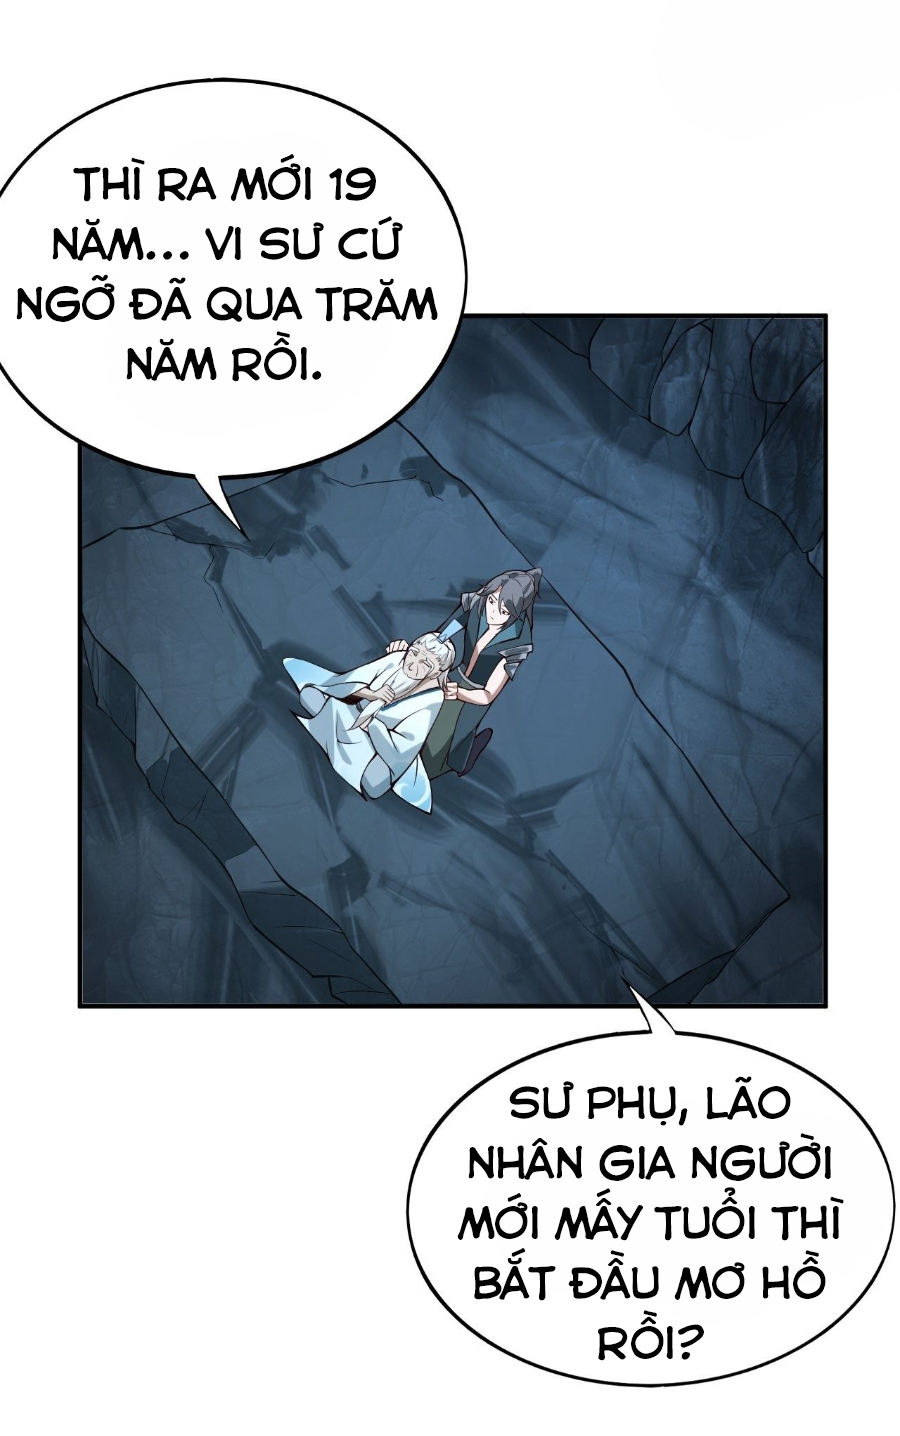 THÌ RA MỚI 19
NĂM... VI SƯ CỨ
NGỠ ĐÃ QUA TRĂM
NĂM RỒI.
SƯ PHỤ, LÃO
NHÂN GIA NGƯỜI
MỚI MẤY TUỔI THÌ
BẮT ĐẦU MƠ HỒ
RỒI?